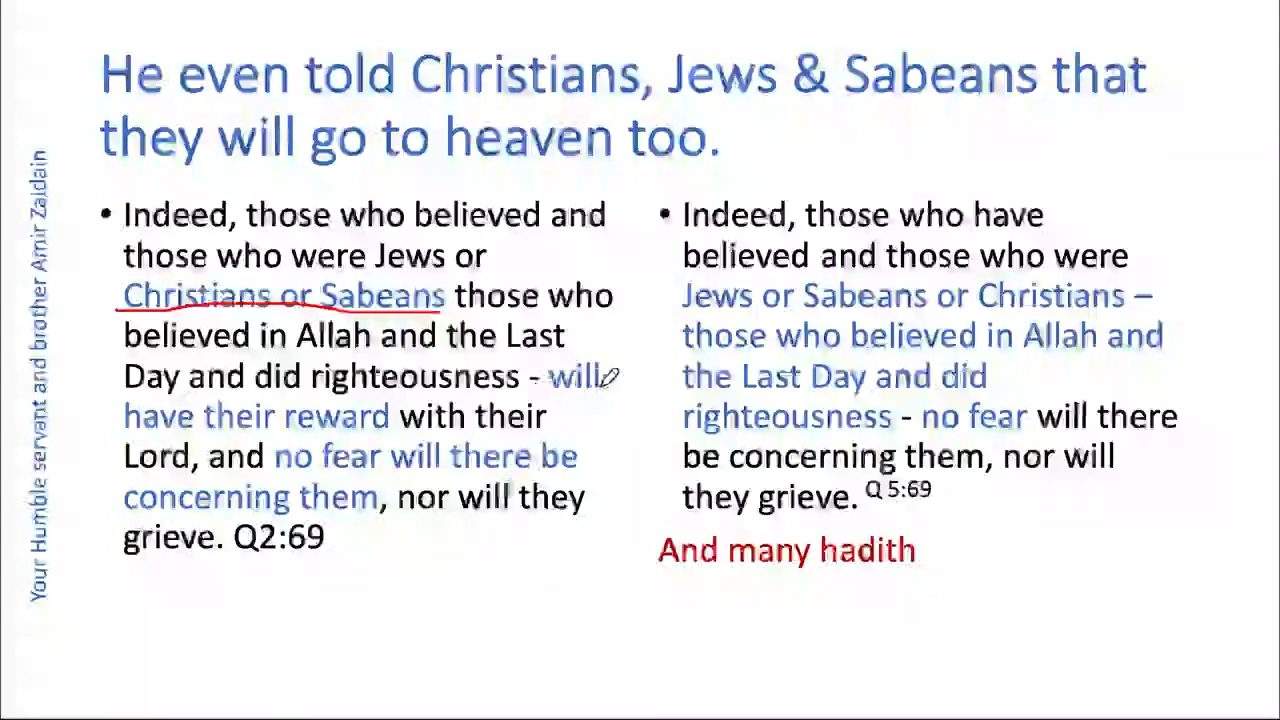 He even told Christians, Jews & Sabeans that
they will go to heaven too.
• Indeed, those who believed and
those who were Jews or
Christians or Sabeans those who
believed in Allah and the Last
Day and did righteousness - will
have their reward with their
Lord, and no fear will there be
concerning them, nor will they
grieve. Q2:69
• Indeed, those who have
believed and those who were
Jews or Sabeans or Christians –
those who believed in Allah and
the Last Day and did
righteousness - no fear will there
be concerning them, nor will
they grieve. Q 5:69
And many hadith
Your Humble servant and brother Amir Zaidain